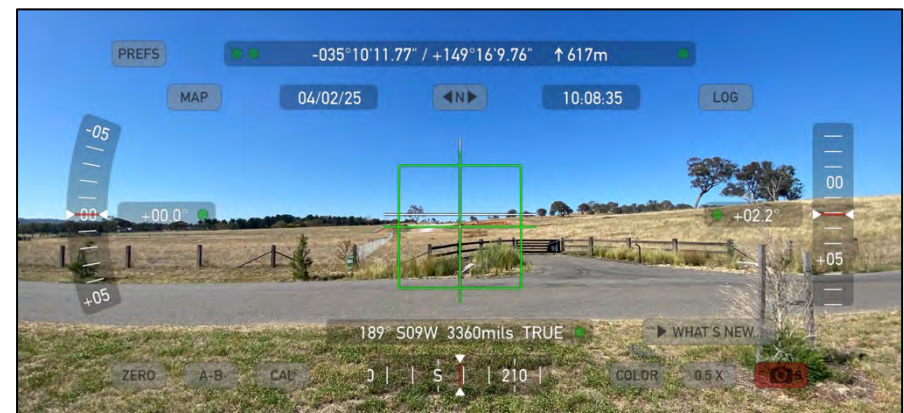 PREFS -035°10'11.77" / +149°16'9.76" ↑617m
MAP 04/02/25 ◀N▶ 10:08:35 LOG
-05
00
00
+00.0° +02.2°
+05
+05
189° S09W 3360mils TRUE ▶ WHAT S NEW...
ZERO A-B CAL S 210 COLOR 0.5 X